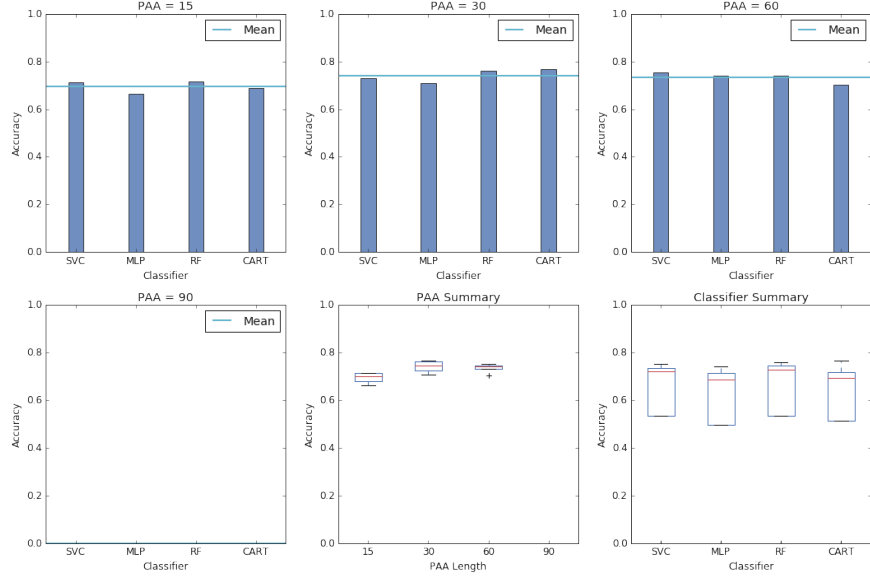 PAA = 15
PAA = 30
PAA = 60
1.0
0.8
0.6
0.4
0.2
0.0
Accuracy
Mean
SVC MLP RF CART
Classifier
1.0
0.8
0.6
0.4
0.2
0.0
Accuracy
Mean
SVC MLP RF CART
Classifier
1.0
0.8
0.6
0.4
0.2
0.0
Accuracy
Mean
SVC MLP RF CART
Classifier
PAA = 90
1.0
0.8
0.6
0.4
0.2
0.0
Accuracy
Mean
SVC MLP RF CART
Classifier
PAA Summary
1.0
0.8
0.6
0.4
0.2
0.0
Accuracy
15 30 60 90
PAA Length
Classifier Summary
1.0
0.8
0.6
0.4
0.2
0.0
Accuracy
SVC MLP RF CART
Classifier